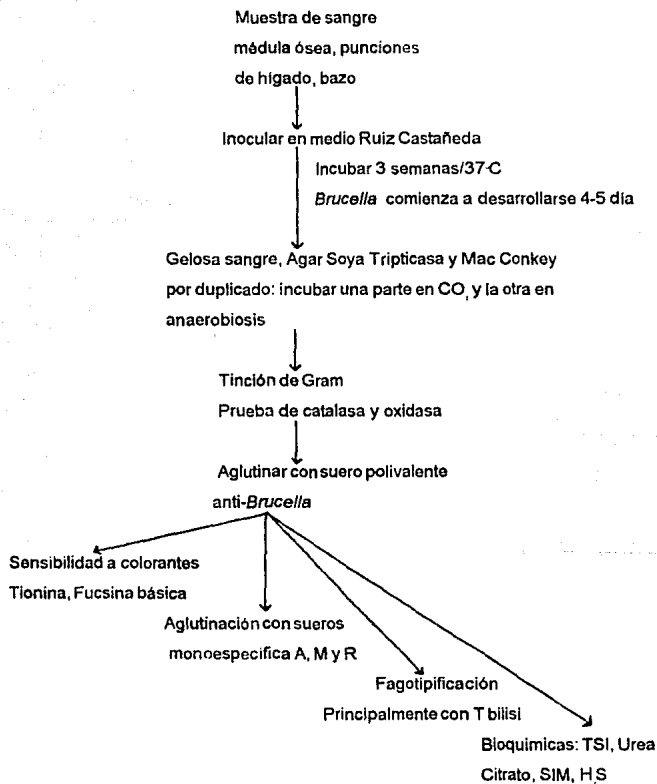 Muestra de sangre
médula ósea, punciones
de hígado, bazo
Inocular en medio Ruiz Castañeda
Incubar 3 semanas/37·C
Brucella comienza a desarrollarse 4-5 día
Gelosa sangre, Agar Soya Tripticasa y Mac Conkey
por duplicado: incubar una parte en CO, y la otra en
anaerobiosis
Tinción de Gram
Prueba de catalasa y oxidasa
Aglutinar con suero polivalente
anti-Brucella
Sensibilidad a colorantes
Tionina, Fucsina básica
Aglutinación con sueros
monoespecifica A, M y R
Fagotipificación
Principalmente con T bilisi
Bioquimicas: TSI, Urea
Citrato, SIM, H,S